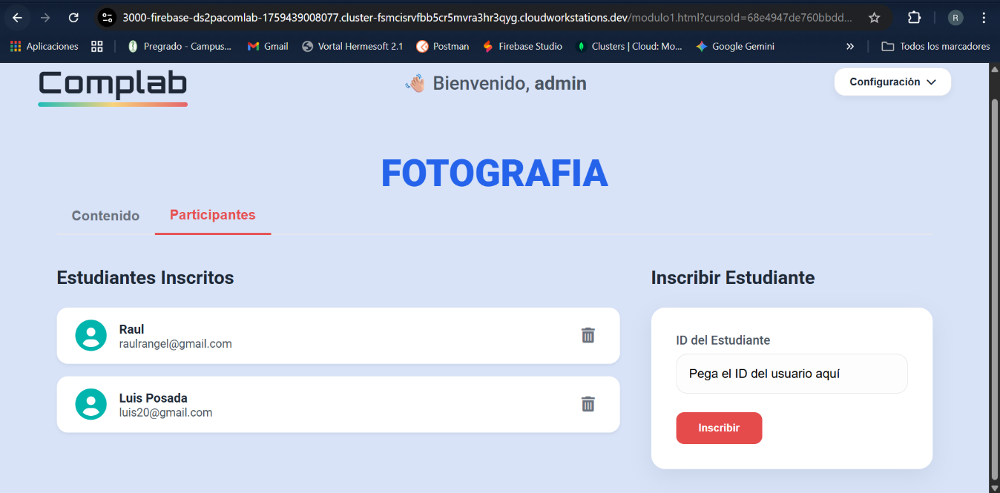 3000-firebase-ds2pacomlab-1759439008077.cluster-fsmcisrvfbb5cr5mvra3hr3qyg.cloudworkstations.dev/modulo1.html?cursoId=68e4947de760bbdd...
R
Aplicaciones Pregrado - Campus... Gmail Vortal Hermesoft 2.1 Postman Firebase Studio Clusters | Cloud: Mo... Google Gemini » Todos los marcadores
Complab
👋🏼 Bienvenido, admin
Configuración
FOTOGRAFIA
Contenido Participantes
Estudiantes Inscritos
Raul
raulrangel@gmail.com
Luis Posada
luis20@gmail.com
Inscribir Estudiante
ID del Estudiante
Pega el ID del usuario aquí
Inscribir